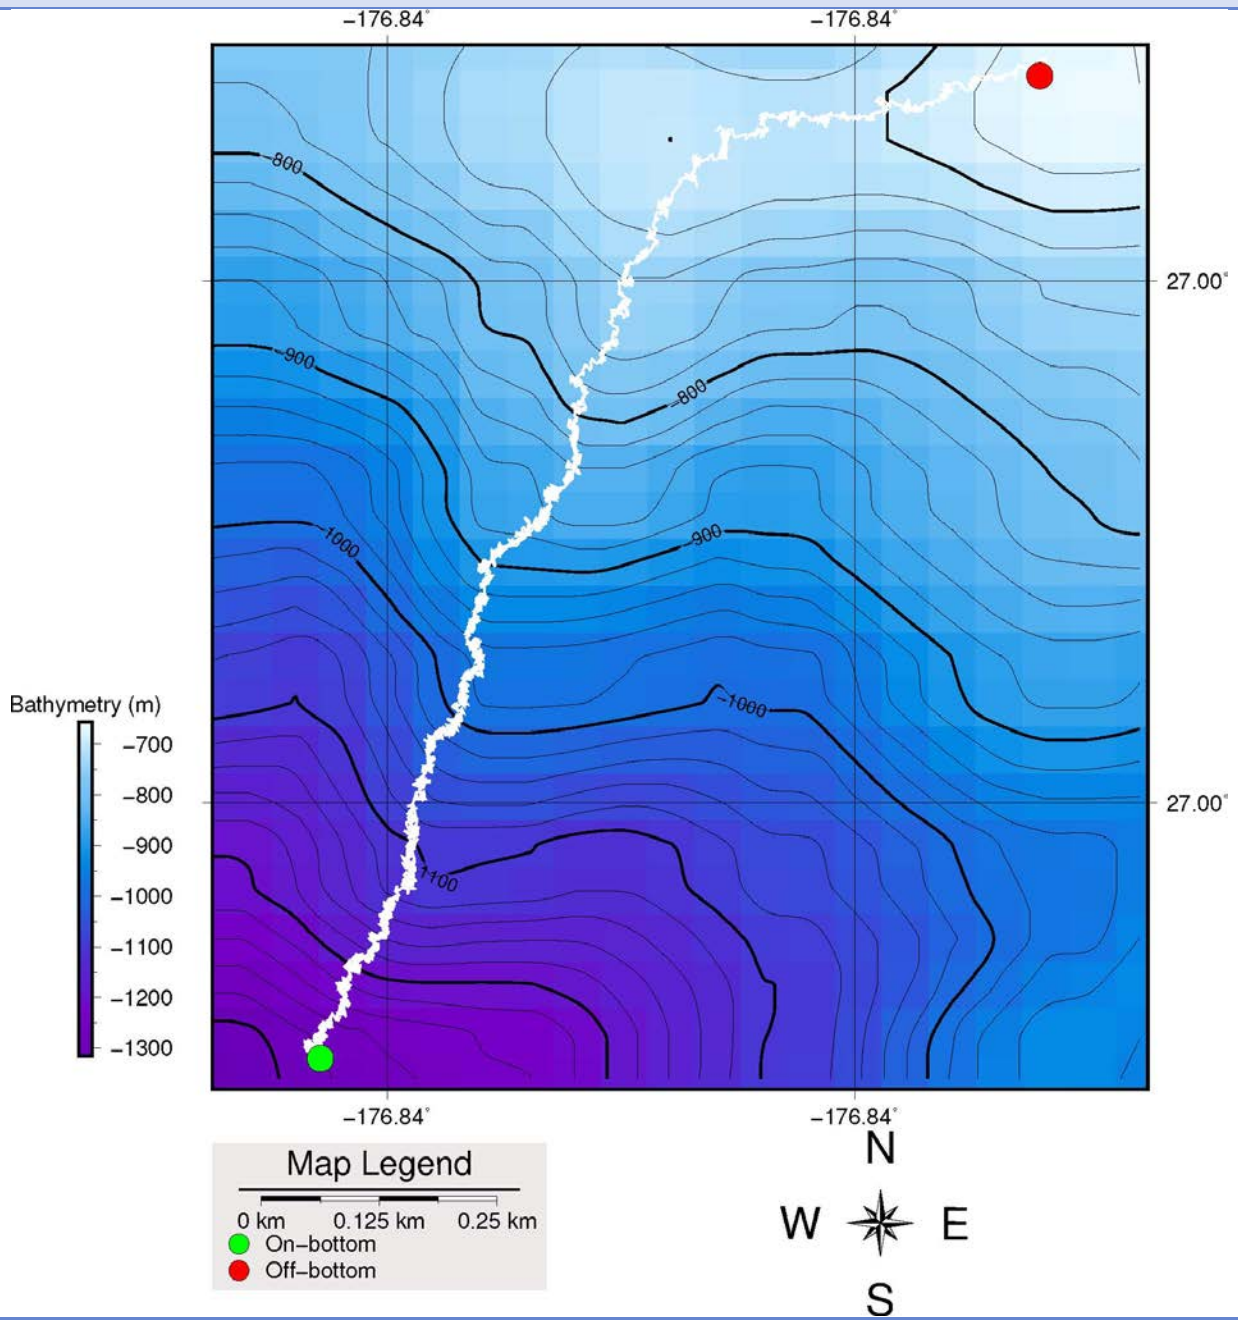 −176.84° −176.84°
−800
27.00°
−900
−800
−900
−1000
−1000
Bathymetry (m)
−700
−800
27.00°
−900
1100
−1000
−1100
−1200
−1300
−176.84° −176.84°
N
Map Legend
0 km 0.125 km 0.25 km
W E
On−bottom
Off−bottom
S